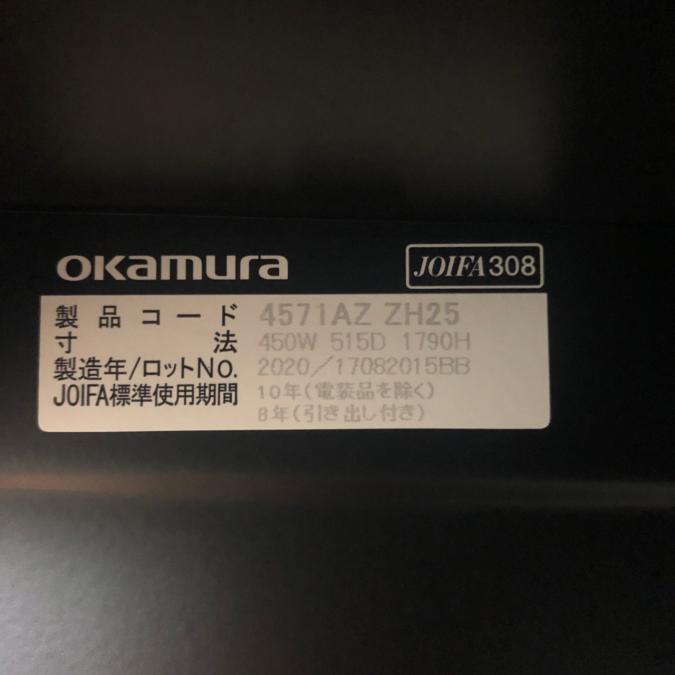 okamura
JOIFA308
製品コード 4571AZ ZH25
寸法 450W 515D 1790H
製造年/ロットNo. 2020/17082015BB
JOIFA標準使用期間 10年(電装品を除く)
8年(引き出し付き)